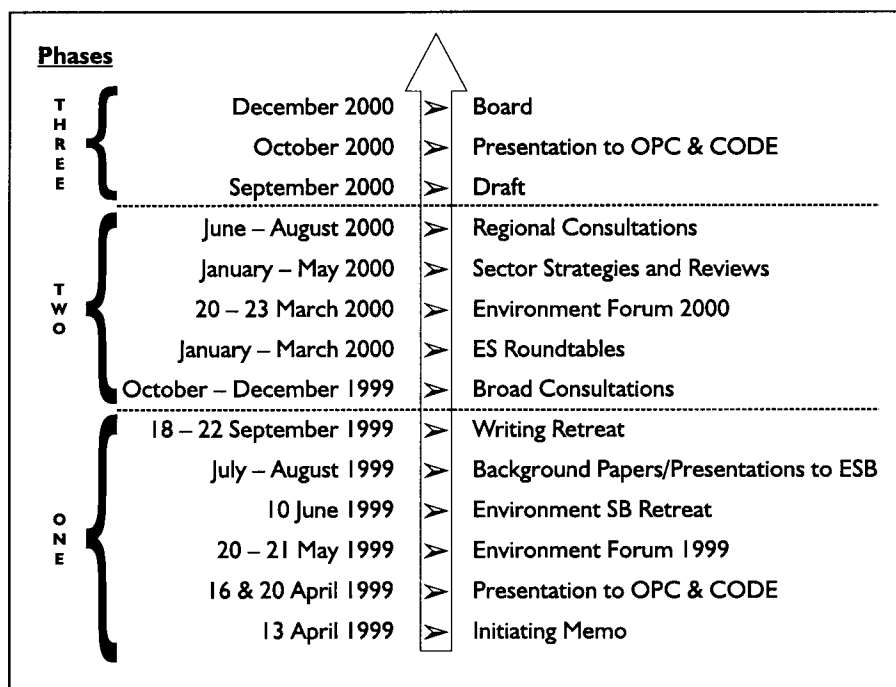 Phases
THREE
December 2000 ➢ Board
October 2000 ➢ Presentation to OPC & CODE
September 2000 ➢ Draft
TWO
June – August 2000 ➢ Regional Consultations
January – May 2000 ➢ Sector Strategies and Reviews
20 – 23 March 2000 ➢ Environment Forum 2000
January – March 2000 ➢ ES Roundtables
October – December 1999 ➢ Broad Consultations
ONE
18 – 22 September 1999 ➢ Writing Retreat
July – August 1999 ➢ Background Papers/Presentations to ESB
10 June 1999 ➢ Environment SB Retreat
20 – 21 May 1999 ➢ Environment Forum 1999
16 & 20 April 1999 ➢ Presentation to OPC & CODE
13 April 1999 ➢ Initiating Memo